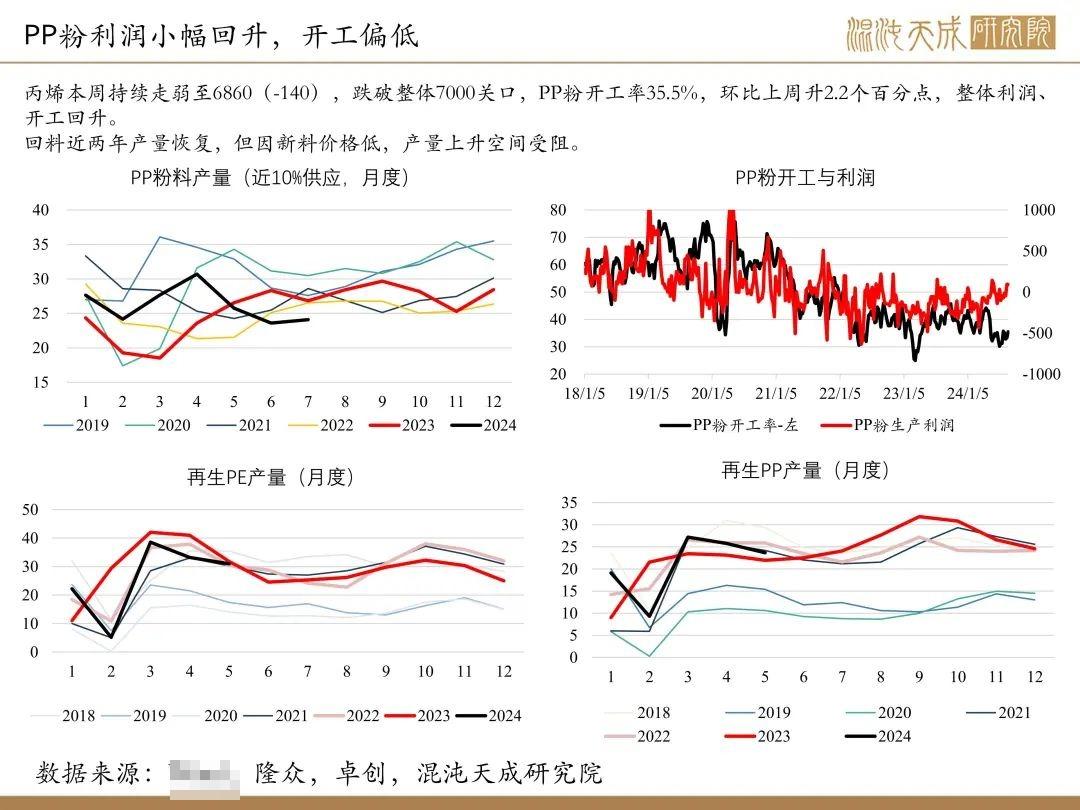 PP粉利润小幅回升，开工偏低
混沌天成研究院
丙烯本周持续走弱至6860（-140），跌破整体7000关口，PP粉开工率35.5%，环比上周升2.2个百分点，整体利润、
开工回升。
回料近两年产量恢复，但因新料价格低，产量上升空间受阻。
PP粉料产量（近10%供应，月度）
40
35
30
25
20
15
1 2 3 4 5 6 7 8 9 10 11 12
2019 2020 2021 2022 2023 2024
PP粉开工与利润
80
70
60
50
40
30
20
1000
500
0
-500
-1000
18/1/5 19/1/5 20/1/5 21/1/5 22/1/5 23/1/5 24/1/5
PP粉开工率-左 PP粉生产利润
再生PE产量（月度）
50
40
30
20
10
0
1 2 3 4 5 6 7 8 9 10 11 12
2018 2019 2020 2021 2022 2023 2024
再生PP产量（月度）
35
30
25
20
15
10
5
0
1 2 3 4 5 6 7 8 9 10 11 12
2018 2019 2020 2021
2022 2023 2024
数据来源： 隆众，卓创，混沌天成研究院